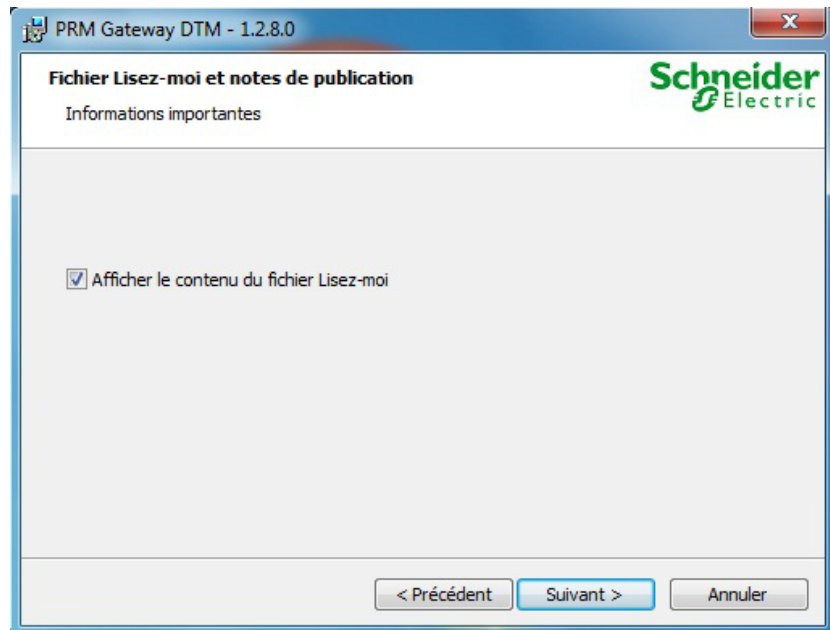 PRM Gateway DTM - 1.2.8.0
Fichier Lisez-moi et notes de publication
Schneider
Electric
Informations importantes
Afficher le contenu du fichier Lisez-moi
< Précédent
Suivant >
Annuler